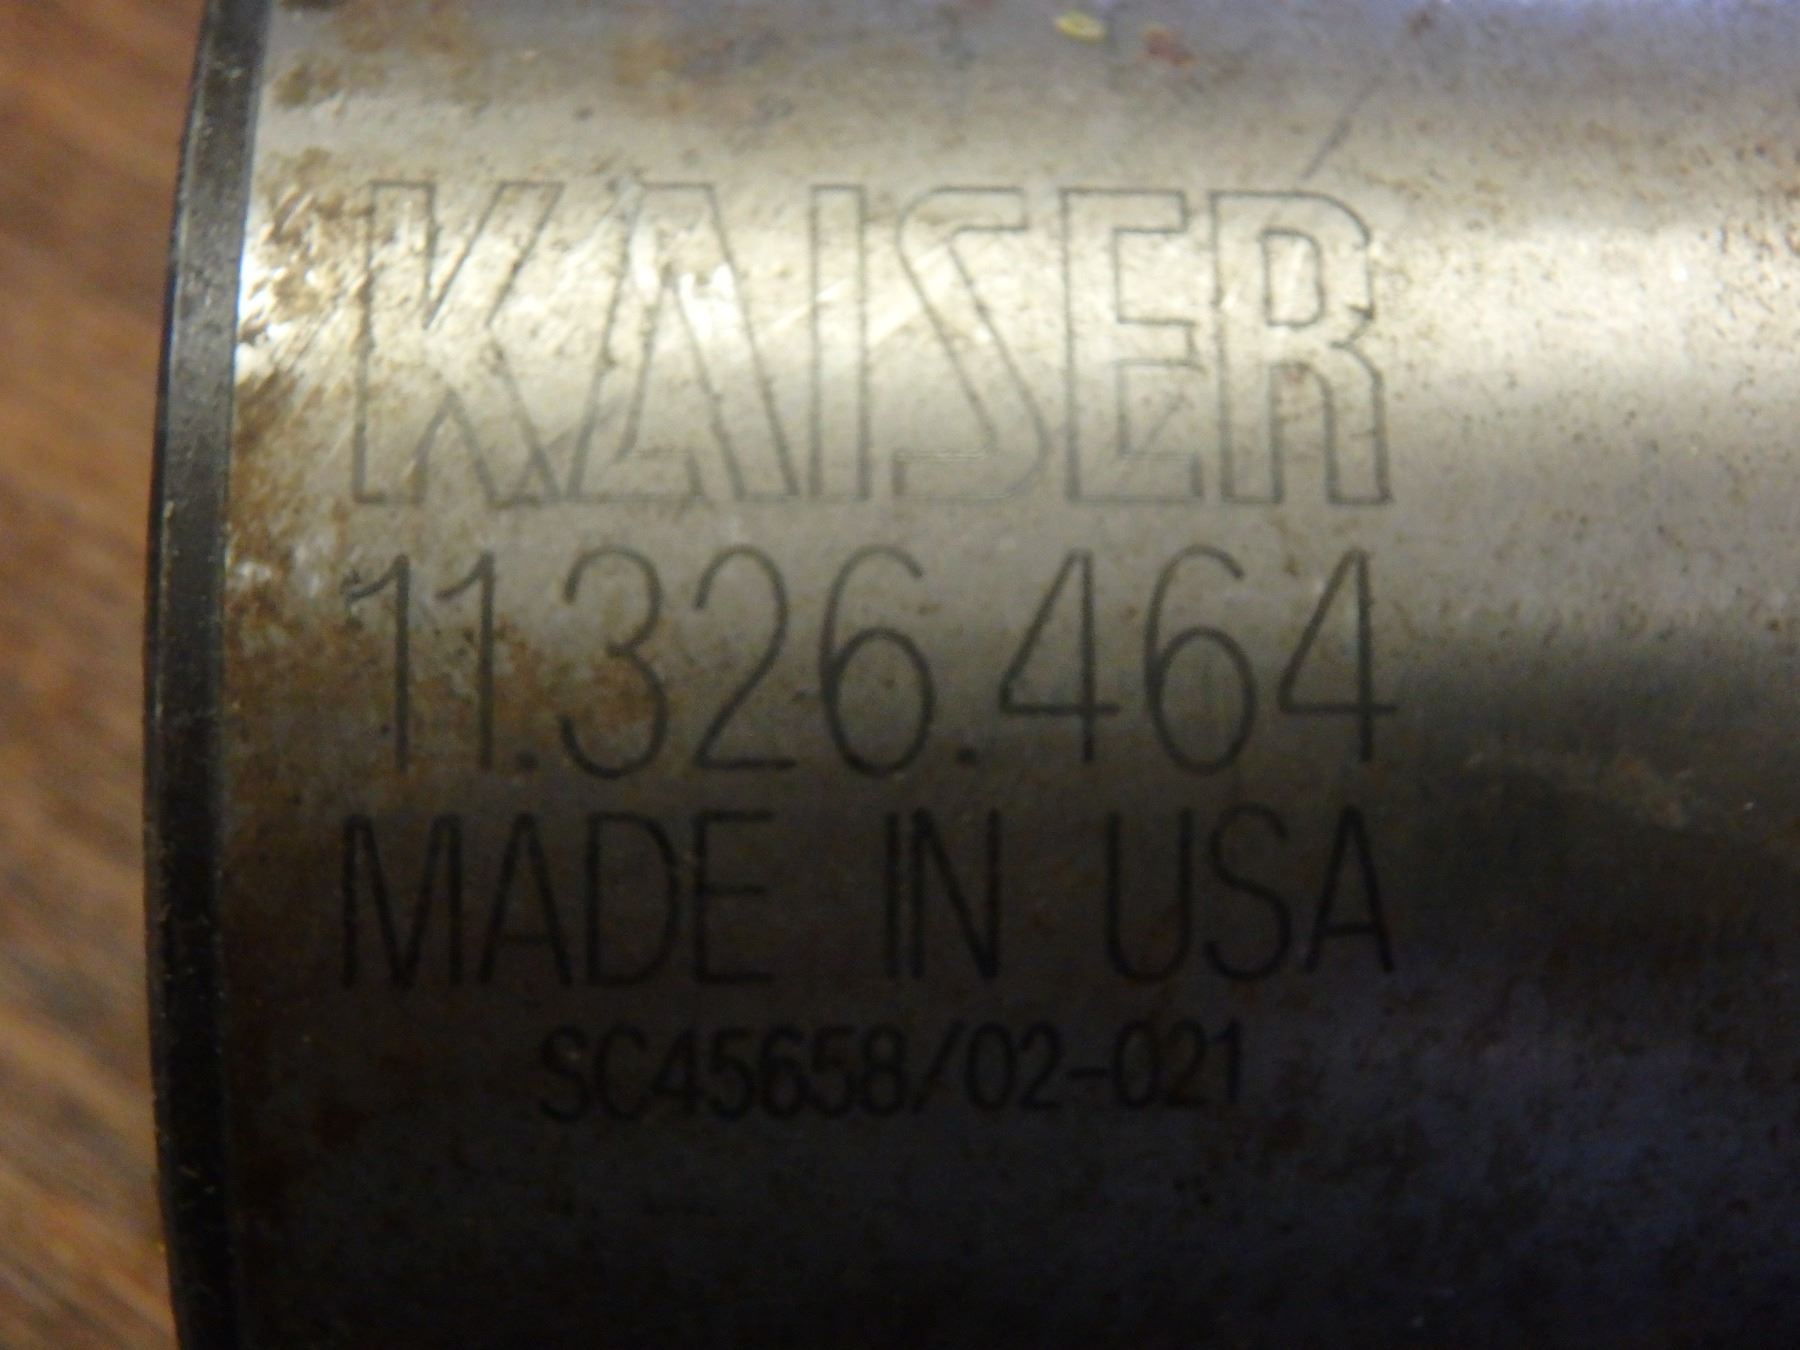 KAISER
11.326.464
MADE IN USA
SC45658/02-021